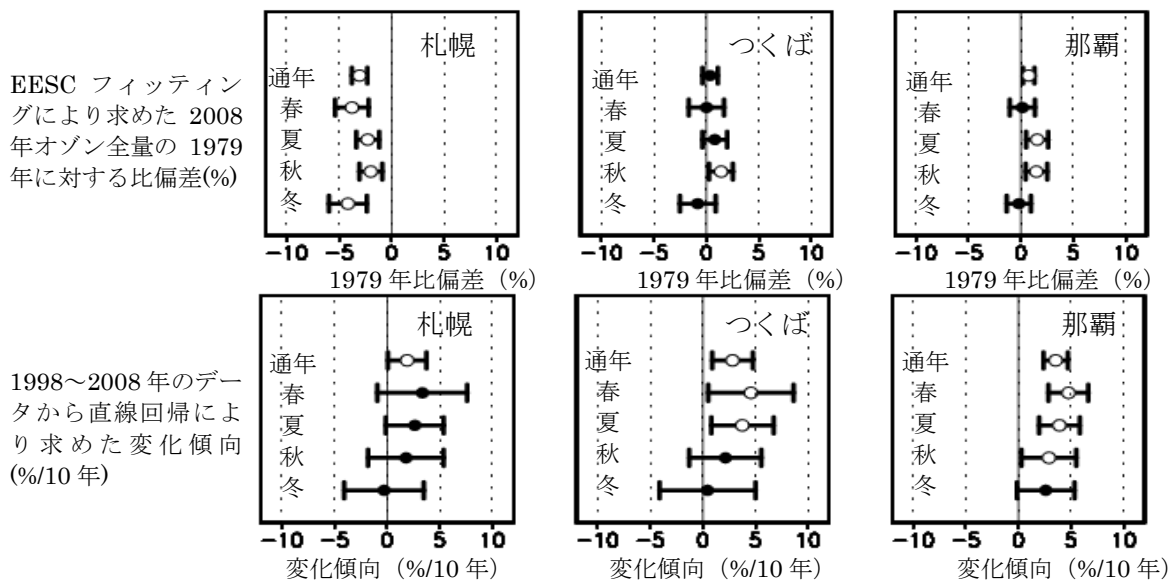 札幌
つくば
那覇
EESC フィッティン
グにより求めた 2008
年オゾン全量の 1979
年に対する比偏差(%)
通年
春
夏
秋
冬
通年
春
夏
秋
冬
通年
春
夏
秋
冬
−10 −5 0 5 10
−10 −5 0 5 10
−10 −5 0 5 10
1979 年比偏差（%）
1979 年比偏差（%）
1979 年比偏差（%）
札幌
つくば
那覇
1998～2008 年のデー
タから直線回帰によ
り求めた変化傾向
(%/10 年)
通年
春
夏
秋
冬
通年
春
夏
秋
冬
通年
春
夏
秋
冬
−10 −5 0 5 10
−10 −5 0 5 10
−10 −5 0 5 10
変化傾向（%/10 年）
変化傾向（%/10 年）
変化傾向（%/10 年）